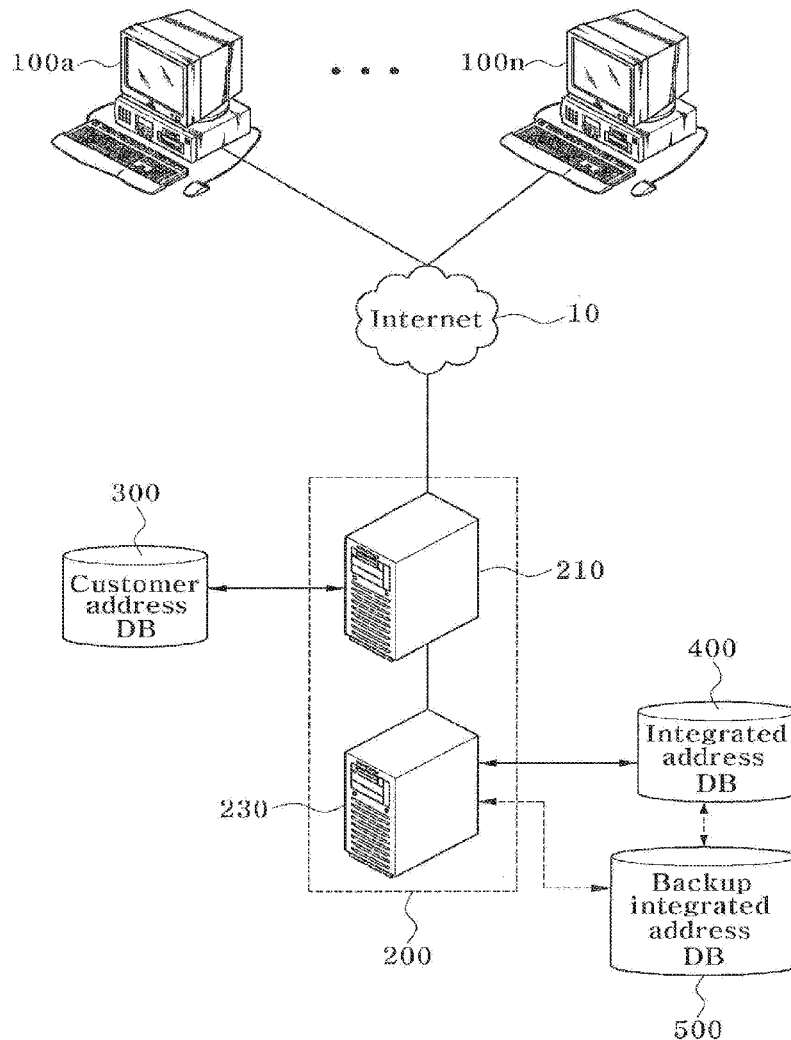 100a
100n
Internet
10
300
Customer
address
DB
210
400
Integrated
address
DB
230
Backup
integrated
address
DB
200
500